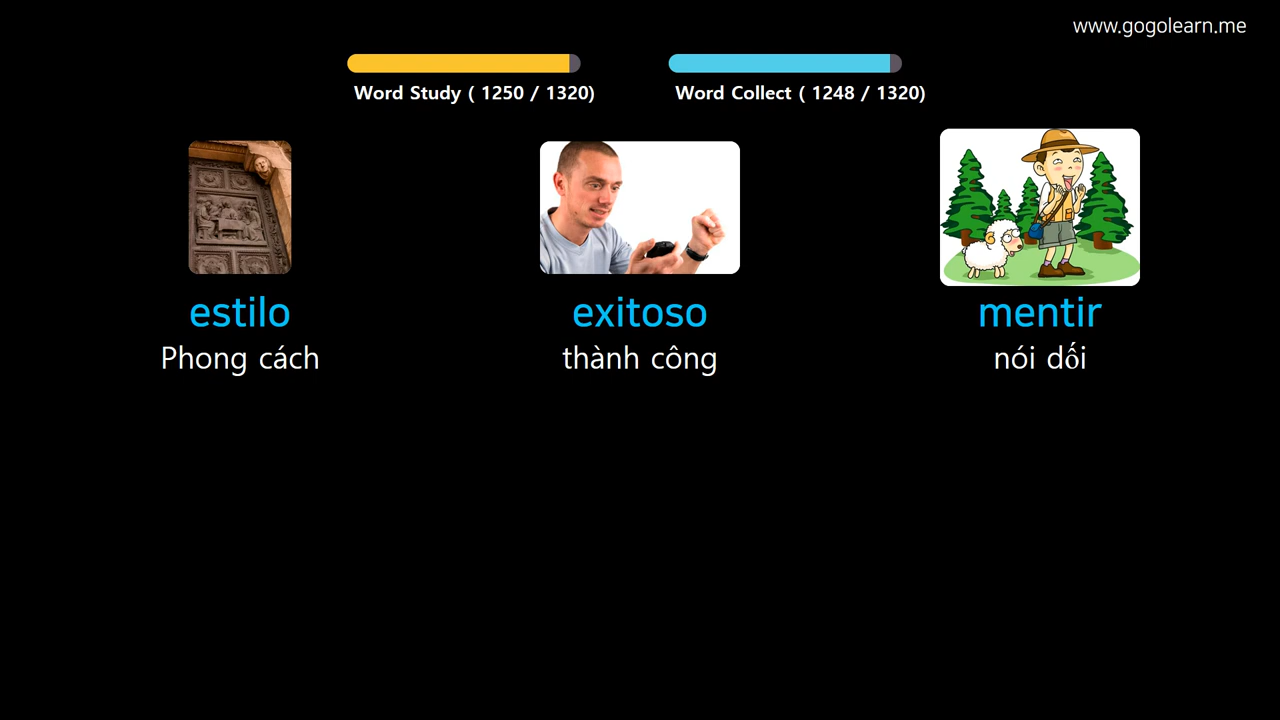 www.gogolearn.me
Word Study ( 1250 / 1320)
Word Collect ( 1248 / 1320)
estilo
exitoso
mentir
Phong cách
thành công
nói dối